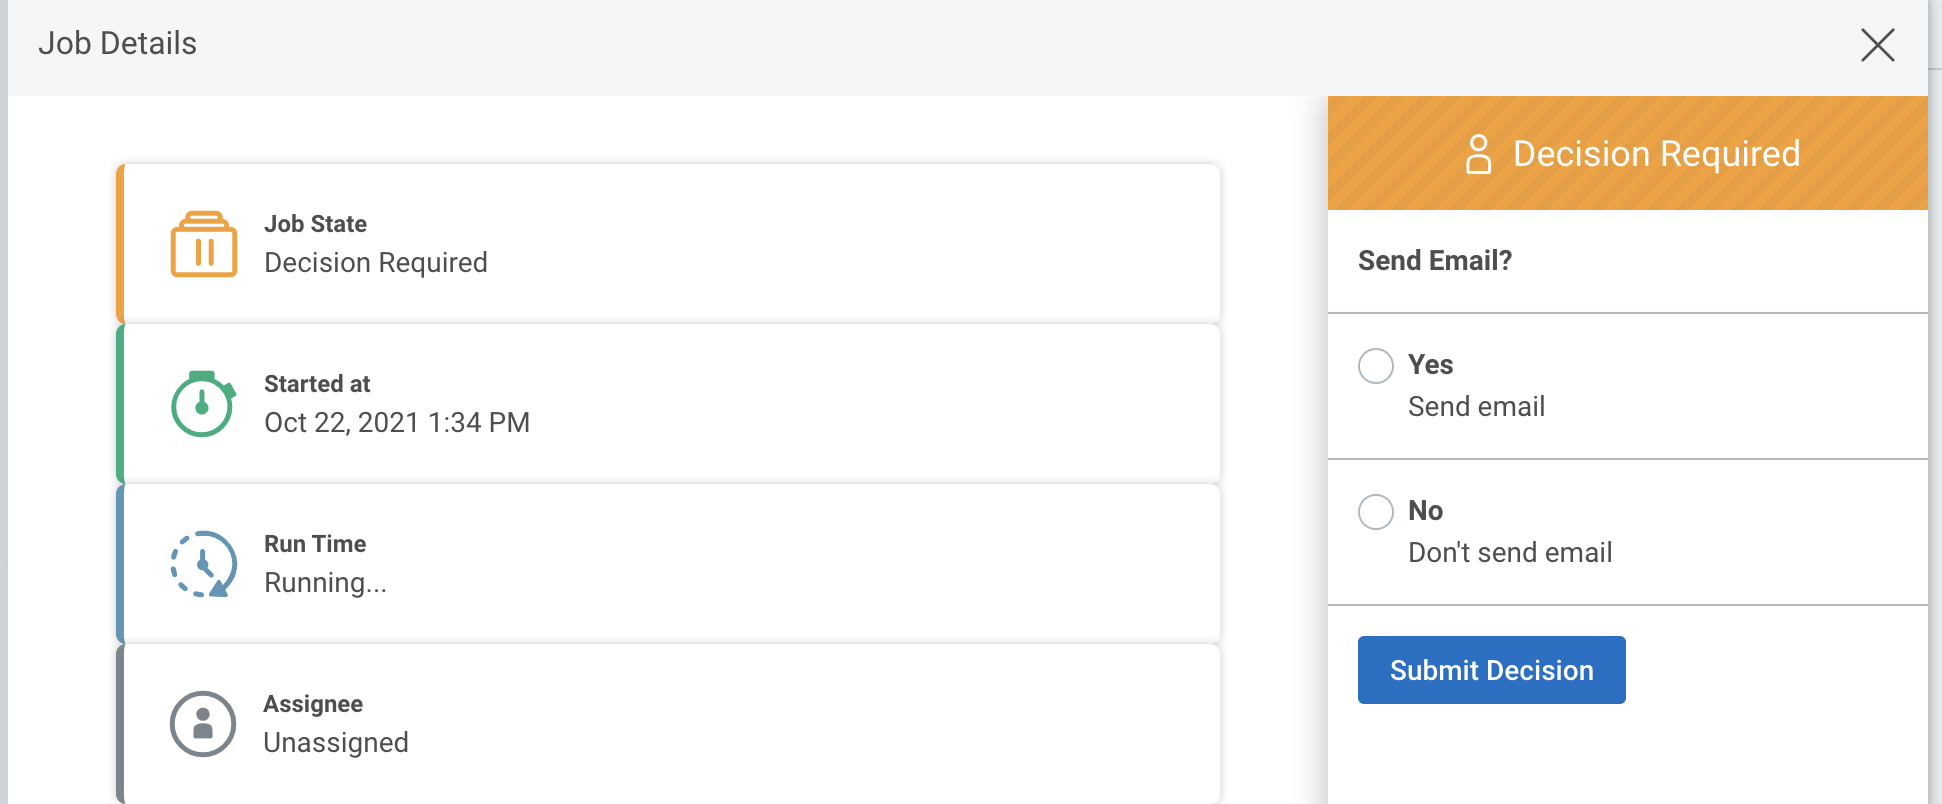 Job Details
Job State
Decision Required
Started at
Oct 22, 2021 1:34 PM
Run Time
Running...
Assignee
Unassigned
Decision Required
Send Email?
Yes
Send email
No
Don't send email
Submit Decision